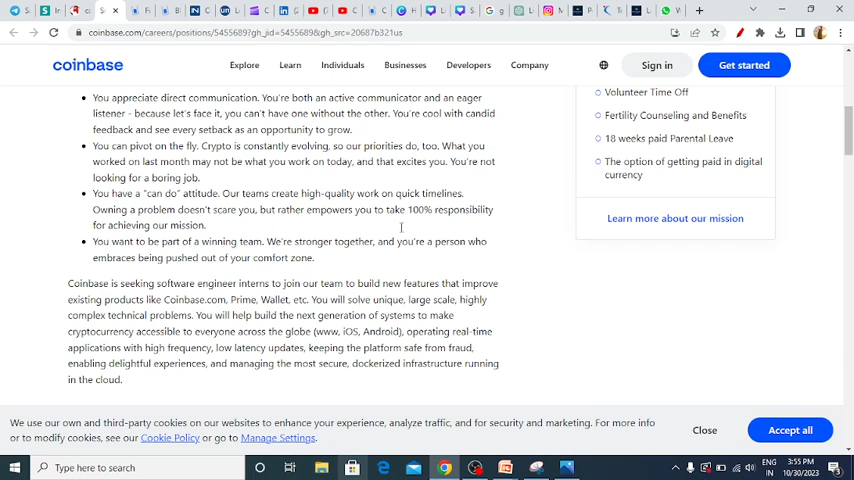 coinbase.com/careers/positions/5455689?gh_jid=5455689&gh_src=20687b321us
coinbase
Explore
Learn
Individuals
Businesses
Developers
Company
Sign in
Get started
You appreciate direct communication. You're both an active communicator and an eager
listener - because let's face it, you can't have one without the other. You're cool with candid
feedback and see every setback as an opportunity to grow.
You can pivot on the fly. Crypto is constantly evolving, so our priorities do, too. What you
worked on last month may not be what you work on today, and that excites you. You're not
looking for a boring job.
You have a "can do" attitude. Our teams create high-quality work on quick timelines.
Owning a problem doesn't scare you, but rather empowers you to take 100% responsibility
for achieving our mission.
You want to be part of a winning team. We're stronger together, and you're a person who
embraces being pushed out of your comfort zone.
Coinbase is seeking software engineer interns to join our team to build new features that improve
existing products like Coinbase.com, Prime, Wallet, etc. You will solve unique, large scale, highly
complex technical problems. You will help build the next generation of systems to make
cryptocurrency accessible to everyone across the globe (www, iOS, Android), operating real-time
applications with high frequency, low latency updates, keeping the platform safe from fraud,
enabling delightful experiences, and managing the most secure, dockerized infrastructure running
in the cloud.
Volunteer Time Off
Fertility Counseling and Benefits
18 weeks paid Parental Leave
The option of getting paid in digital
currency
Learn more about our mission
We use our own and third-party cookies on our websites to enhance your experience, analyze traffic, and for security and marketing. For more info
or to modify cookies, see our Cookie Policy or go to Manage Settings.
Close
Accept all
Type here to search
ENG
IN
3:55 PM
10/30/2023